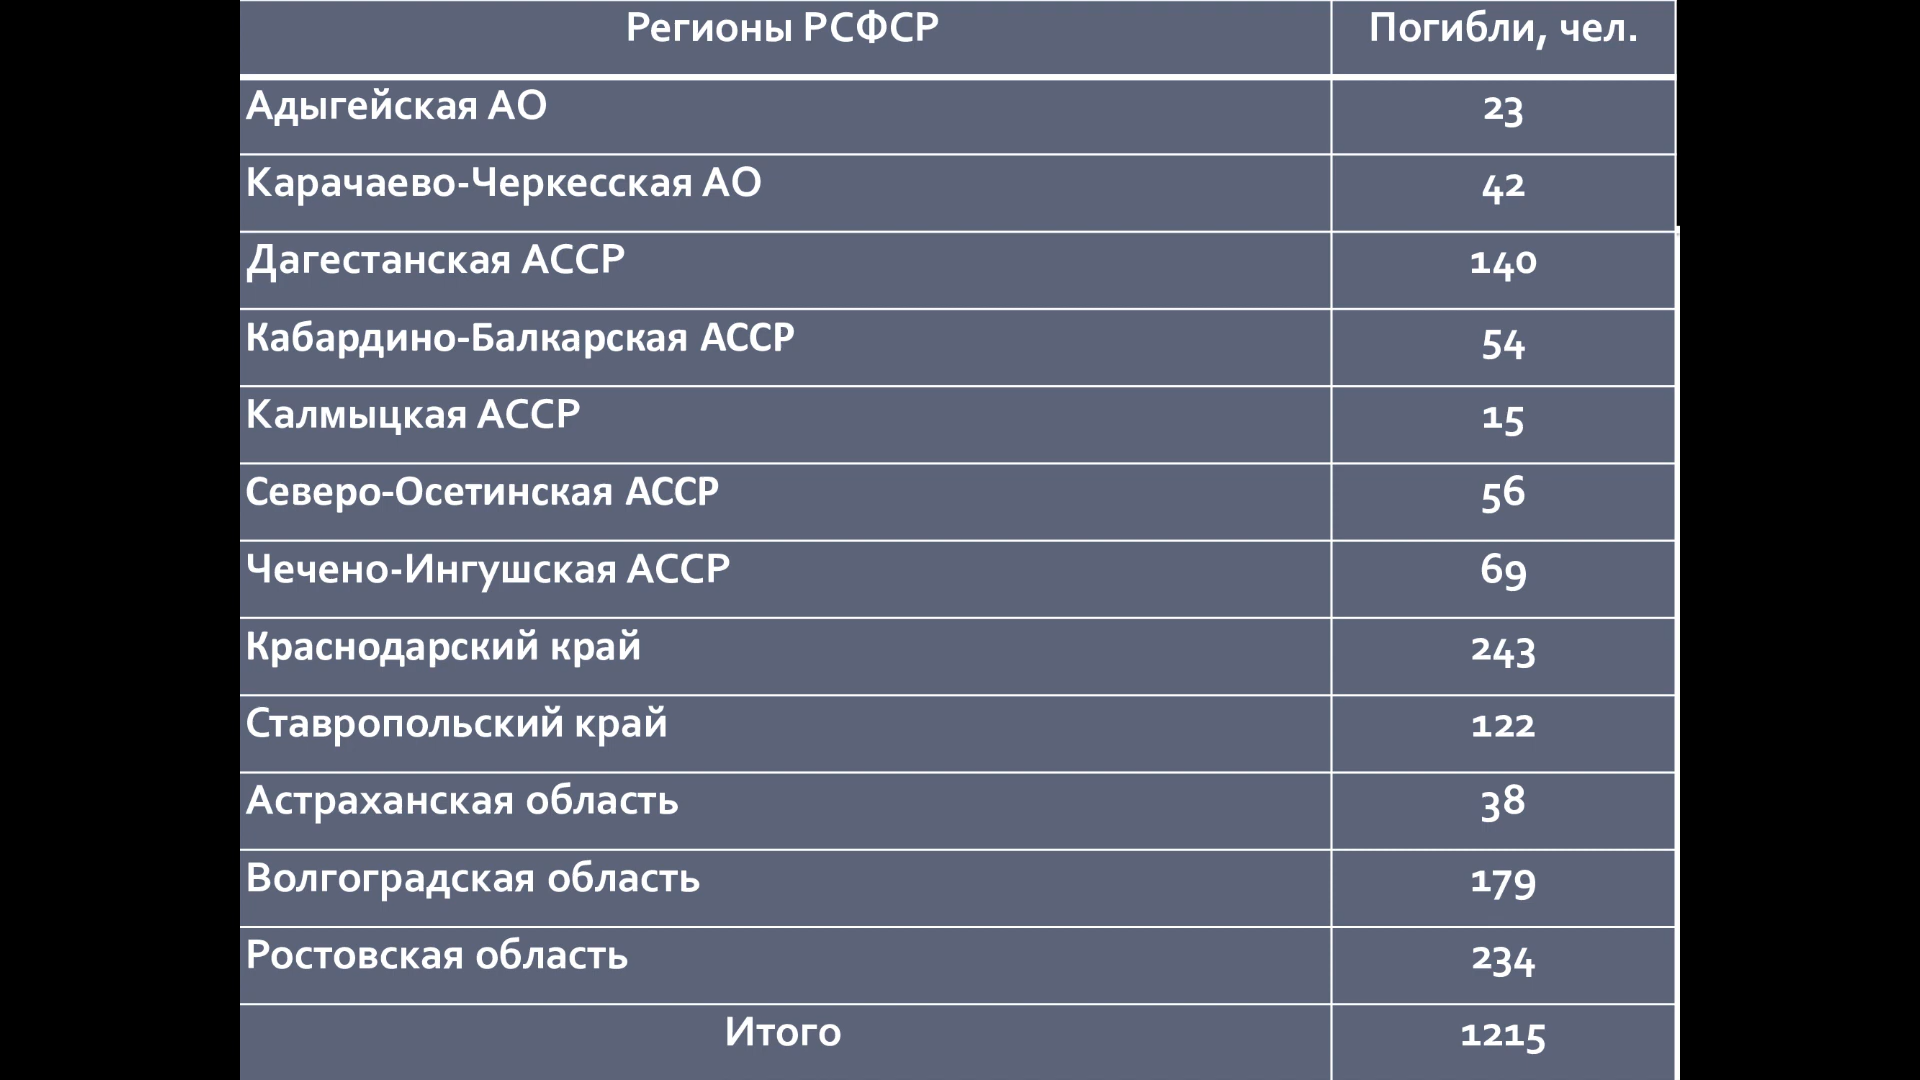 Регионы РСФСР Погибли, чел.
Адыгейская АО 23
Карачаево-Черкесская АО 42
Дагестанская АССР 140
Кабардино-Балкарская АССР 54
Калмыцкая АССР 15
Северо-Осетинская АССР 56
Чечено-Ингушская АССР 69
Краснодарский край 243
Ставропольский край 122
Астраханская область 38
Волгоградская область 179
Ростовская область 234
Итого 1215